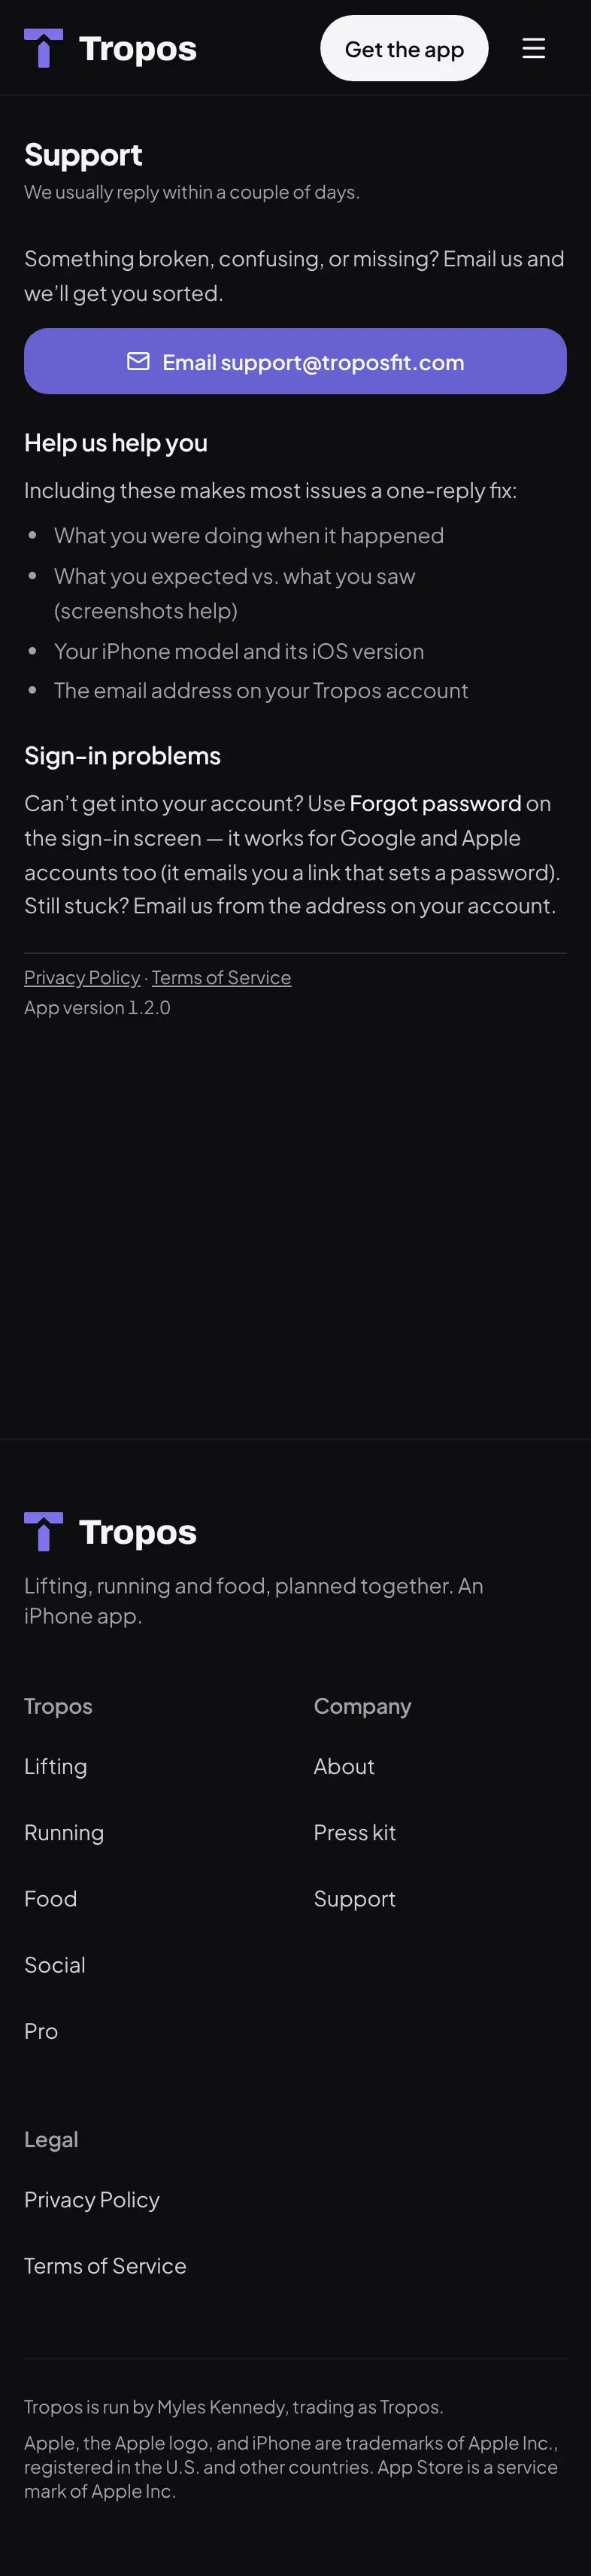 Tropos
Get the app
Support
We usually reply within a couple of days.
Something broken, confusing, or missing? Email us and
we’ll get you sorted.
Email support@troposfit.com
Help us help you
Including these makes most issues a one-reply fix:
• What you were doing when it happened
• What you expected vs. what you saw
(screenshots help)
• Your iPhone model and its iOS version
• The email address on your Tropos account
Sign-in problems
Can’t get into your account? Use Forgot password on
the sign-in screen — it works for Google and Apple
accounts too (it emails you a link that sets a password).
Still stuck? Email us from the address on your account.
Privacy Policy · Terms of Service
App version 1.2.0
Tropos
Lifting, running and food, planned together. An
iPhone app.
Tropos
Lifting
Running
Food
Social
Pro
Company
About
Press kit
Support
Legal
Privacy Policy
Terms of Service
Tropos is run by Myles Kennedy, trading as Tropos.
Apple, the Apple logo, and iPhone are trademarks of Apple Inc.,
registered in the U.S. and other countries. App Store is a service
mark of Apple Inc.